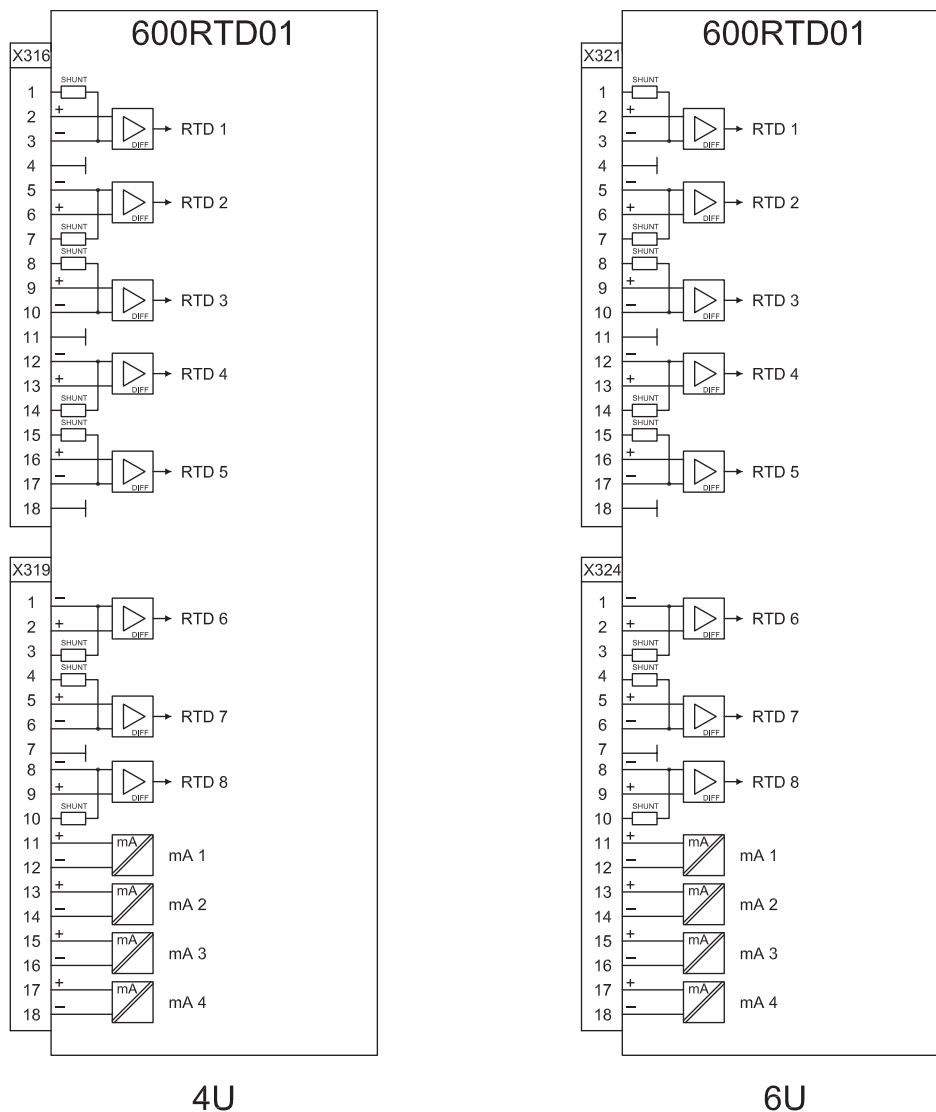 600RTD01
X316
SHUNT
1
2 +
3 −
DIFF
RTD 1
4
5 −
6 +
DIFF
RTD 2
7
SHUNT
SHUNT
8
9 +
10 −
DIFF
RTD 3
11
12 −
13 +
DIFF
RTD 4
14
SHUNT
SHUNT
15
16 +
17 −
DIFF
RTD 5
18
X319
1 −
2 +
DIFF
RTD 6
3
SHUNT
SHUNT
4
5 +
6 −
DIFF
RTD 7
7
8 −
9 +
DIFF
RTD 8
10
SHUNT
11 +
12 −
mA
mA 1
13 +
14 −
mA
mA 2
15 +
16 −
mA
mA 3
17 +
18 −
mA
mA 4
4U
600RTD01
X321
SHUNT
1
2 +
3 −
DIFF
RTD 1
4
5 −
6 +
DIFF
RTD 2
7
SHUNT
SHUNT
8
9 +
10 −
DIFF
RTD 3
11
12 −
13 +
DIFF
RTD 4
14
SHUNT
SHUNT
15
16 +
17 −
DIFF
RTD 5
18
X324
1 −
2 +
DIFF
RTD 6
3
SHUNT
SHUNT
4
5 +
6 −
DIFF
RTD 7
7
8 −
9 +
DIFF
RTD 8
10
SHUNT
11 +
12 −
mA
mA 1
13 +
14 −
mA
mA 2
15 +
16 −
mA
mA 3
17 +
18 −
mA
mA 4
6U